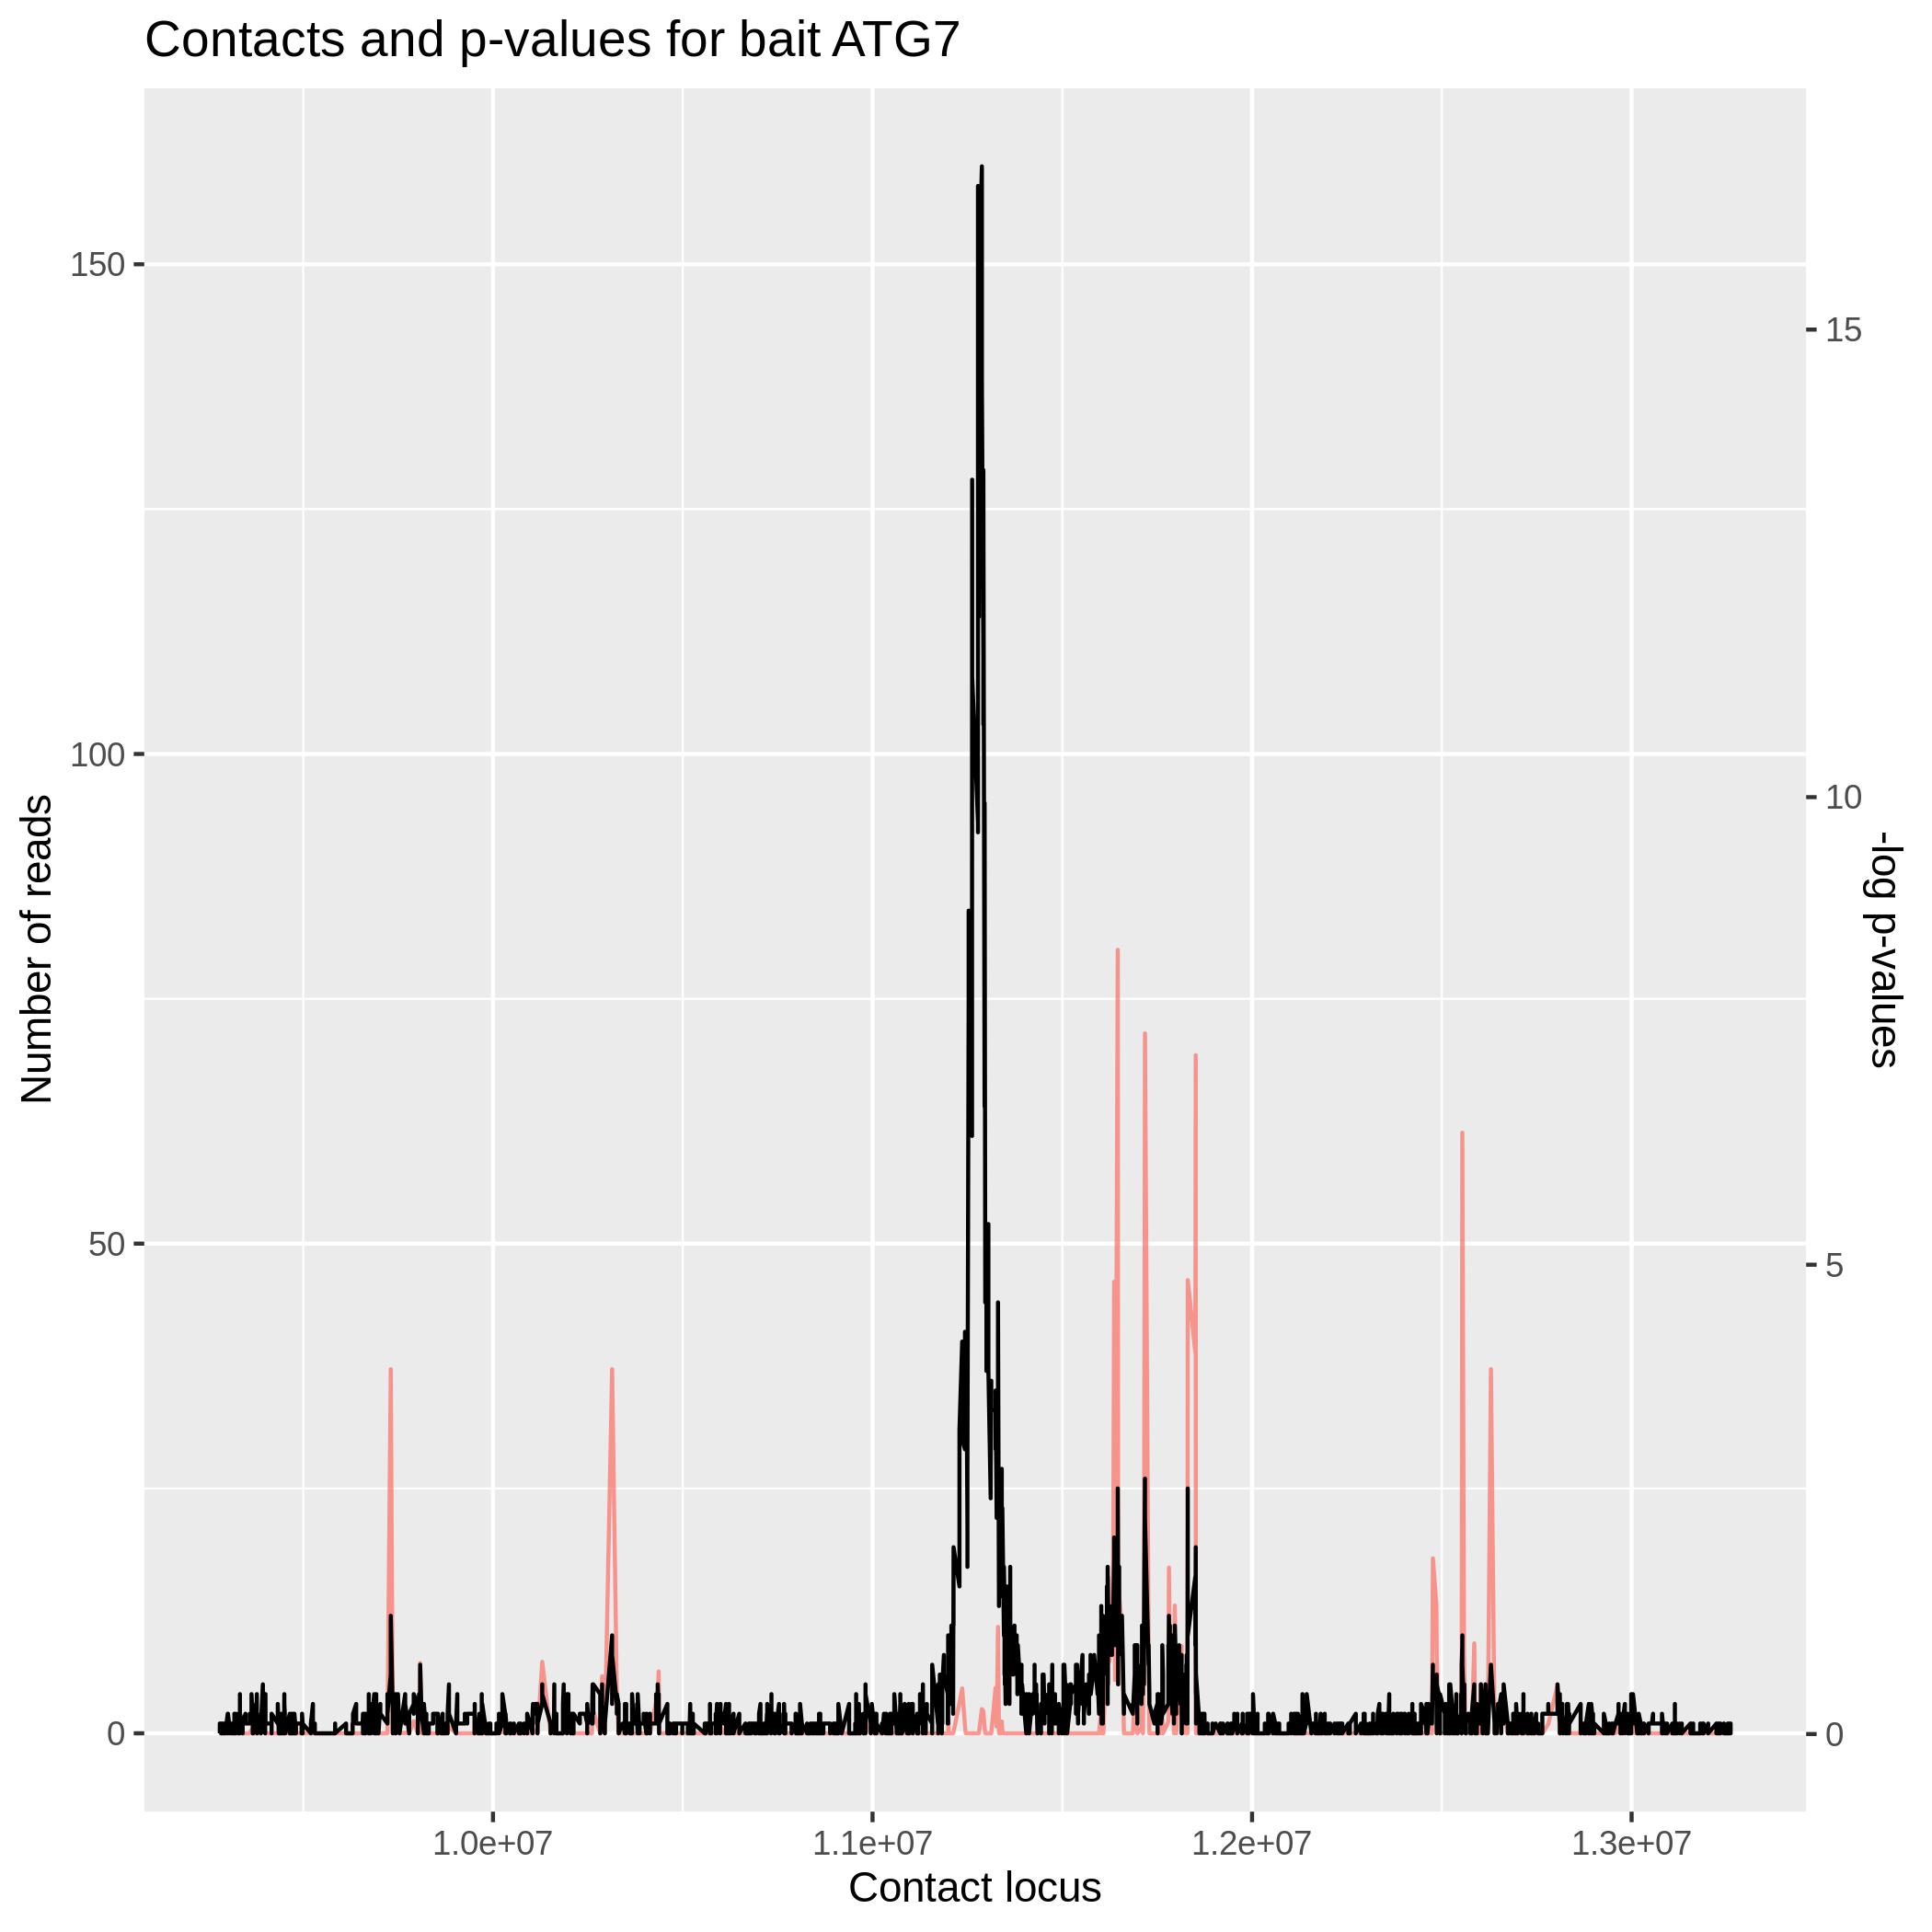 Contacts and p-values for bait ATG7
Number of reads
150
100
50
0
15
10
5
0
-log p-values
1.0e+07 1.1e+07 1.2e+07 1.3e+07
Contact locus